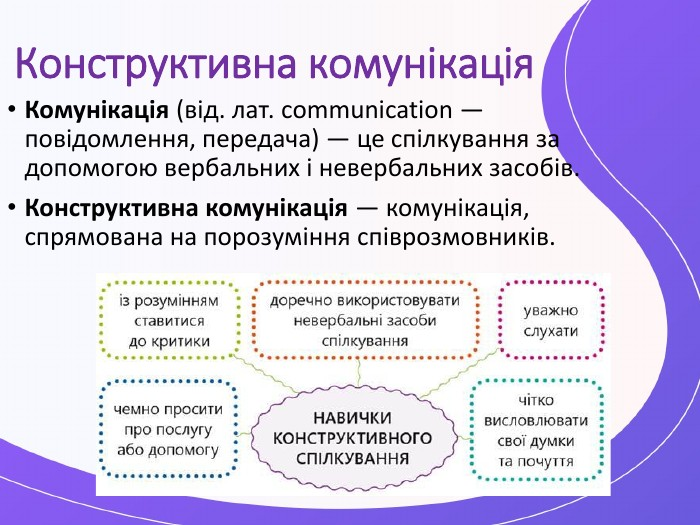 Конструктивна комунікація
• Комунікація (від. лат. communication —
повідомлення, передача) — це спілкування за
допомогою вербальних і невербальних засобів.
• Конструктивна комунікація — комунікація,
спрямована на порозуміння співрозмовників.
із розумінням
ставитися
до критики
доречно використовувати
невербальні засоби
спілкування
уважно
слухати
чемно просити
про послугу
або допомогу
НАВИЧКИ
КОНСТРУКТИВНОГО
СПІЛКУВАННЯ
чітко
висловлювати
свої думки
та почуття